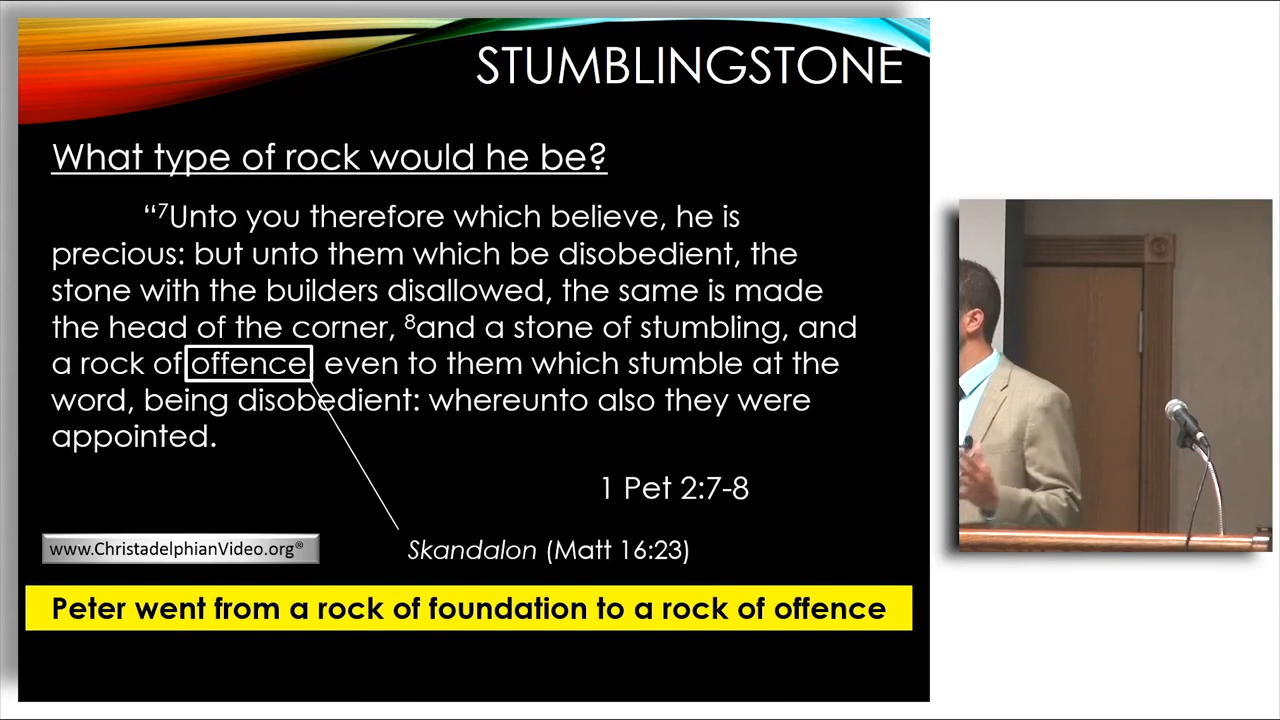 STUMBLINGSTONE
What type of rock would he be?
“⁷Unto you therefore which believe, he is
precious: but unto them which be disobedient, the
stone with the builders disallowed, the same is made
the head of the corner, ⁸and a stone of stumbling, and
a rock of offence, even to them which stumble at the
word, being disobedient: whereunto also they were
appointed.
1 Pet 2:7-8
www.ChristadelphianVideo.org®
Skandalon (Matt 16:23)
Peter went from a rock of foundation to a rock of offence